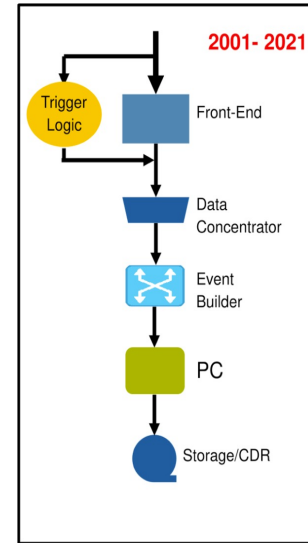 2001- 2021
Trigger
Logic
Front-End
Data
Concentrator
Event
Builder
PC
Storage/CDR